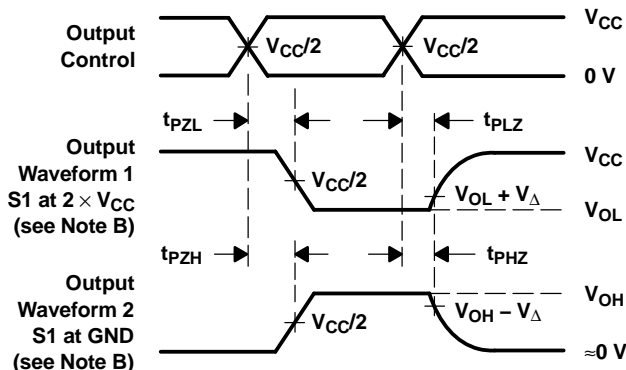 Output
Control
V_CC/2
V_CC/2
V_CC
0 V
t_PZL
t_PLZ
Output
Waveform 1
S1 at 2 × V_CC
(see Note B)
V_CC/2
V_OL + V_Δ
V_CC
V_OL
t_PZH
t_PHZ
Output
Waveform 2
S1 at GND
(see Note B)
V_CC/2
V_OH – V_Δ
V_OH
≈0 V